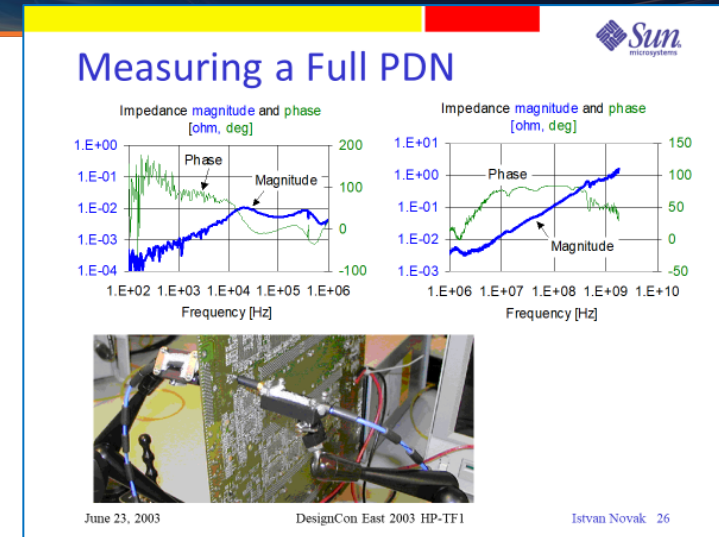 Sun
microsystems
Measuring a Full PDN
Impedance magnitude and phase
[ohm, deg]
1.E+00
1.E-01
1.E-02
1.E-03
1.E-04
Phase
Magnitude
200
100
0
-100
1.E+02 1.E+03 1.E+04 1.E+05 1.E+06
Frequency [Hz]
Impedance magnitude and phase
[ohm, deg]
1.E+01
1.E+00
1.E-01
1.E-02
1.E-03
Phase
Magnitude
150
100
50
0
-50
1.E+06 1.E+07 1.E+08 1.E+09 1.E+10
Frequency [Hz]
June 23, 2003 DesignCon East 2003 HP-TF1 Istvan Novak 26